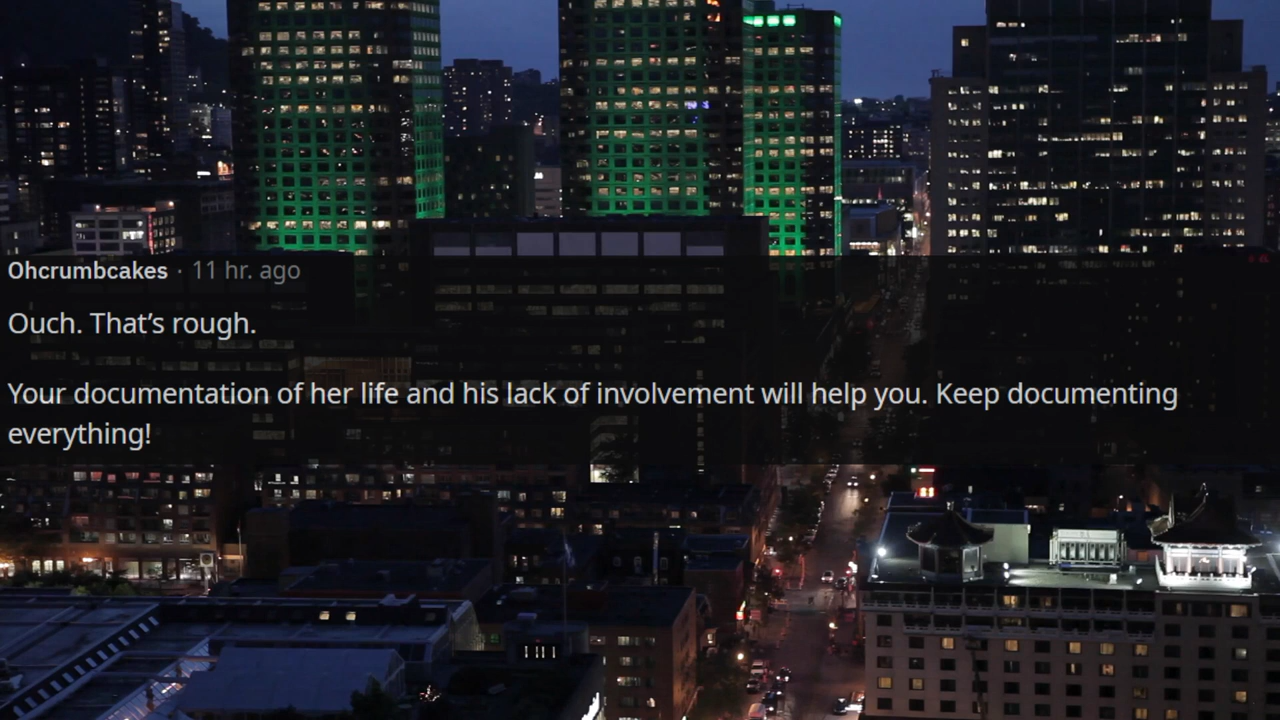 Ohcrumbcakes · 11 hr. ago
Ouch. That’s rough.
Your documentation of her life and his lack of involvement will help you. Keep documenting
everything!